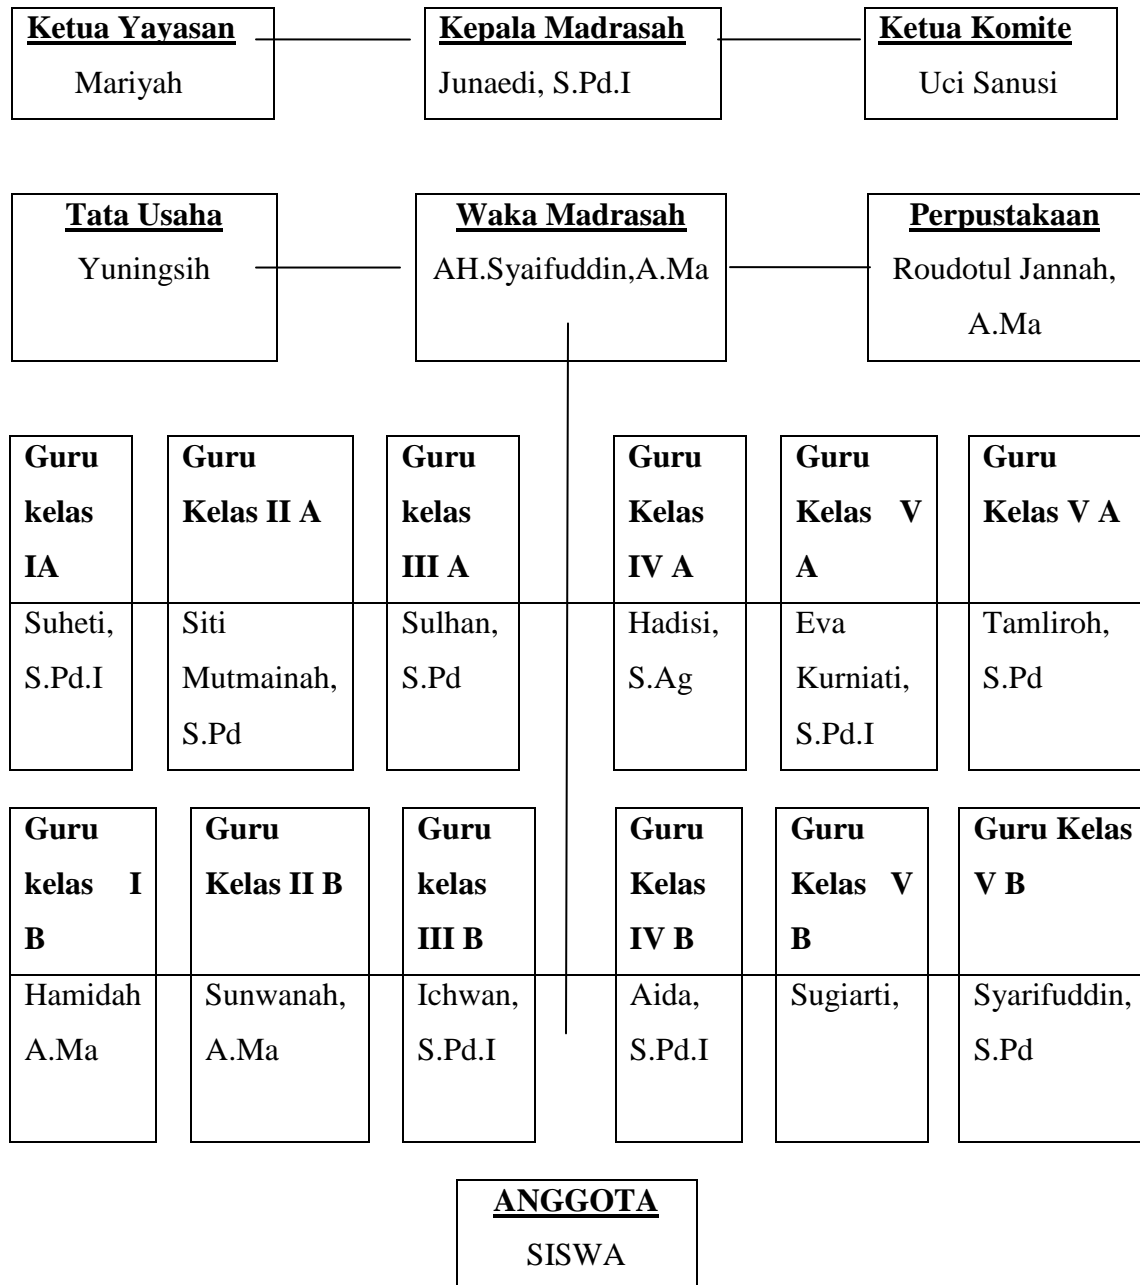 Ketua Yayasan
Mariyah
Kepala Madrasah
Junaedi, S.Pd.I
Ketua Komite
Uci Sanusi
Tata Usaha
Yuningsih
Waka Madrasah
AH.Syaifuddin,A.Ma
Perpustakaan
Roudotul Jannah,
A.Ma
Guru
kelas
IA
Suheti,
S.Pd.I
Guru
Kelas II A
Siti
Mutmainah,
S.Pd
Guru
kelas
III A
Sulhan,
S.Pd
Guru
Kelas
IV A
Hadisi,
S.Ag
Guru
Kelas V
A
Eva
Kurniati,
S.Pd.I
Guru
Kelas V A
Tamliroh,
S.Pd
Guru
kelas I
B
Hamidah
A.Ma
Guru
Kelas II B
Sunwanah,
A.Ma
Guru
kelas
III B
Ichwan,
S.Pd.I
Guru
Kelas
IV B
Aida,
S.Pd.I
Guru
Kelas V
B
Sugiarti,
Guru Kelas
V B
Syarifuddin,
S.Pd
ANGGOTA
SISWA